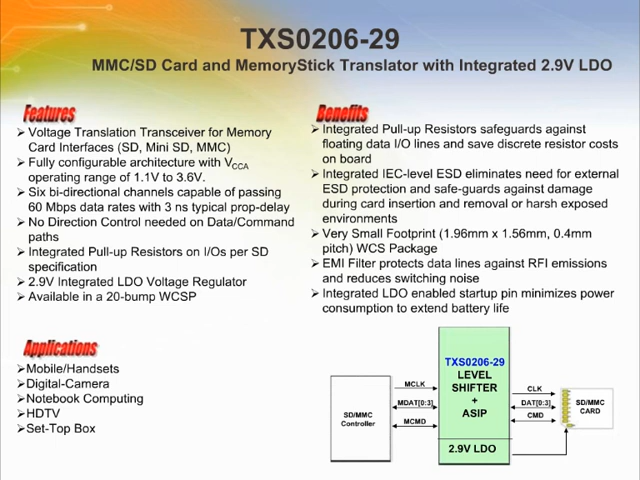 TXS0206-29
MMC/SD Card and MemoryStick Translator with Integrated 2.9V LDO
Features
➢ Voltage Translation Transceiver for Memory
Card Interfaces (SD, Mini SD, MMC)
➢ Fully configurable architecture with VCCA
operating range of 1.1V to 3.6V.
➢ Six bi-directional channels capable of passing
60 Mbps data rates with 3 ns typical prop-delay
➢ No Direction Control needed on Data/Command
paths
➢ Integrated Pull-up Resistors on I/Os per SD
specification
➢ 2.9V Integrated LDO Voltage Regulator
➢ Available in a 20-bump WCSP
Applications
➢Mobile/Handsets
➢Digital-Camera
➢Notebook Computing
➢HDTV
➢Set-Top Box
Benefits
➢ Integrated Pull-up Resistors safeguards against
floating data I/O lines and save discrete resistor costs
on board
➢ Integrated IEC-level ESD eliminates need for external
ESD protection and safe-guards against damage
during card insertion and removal or harsh exposed
environments
➢ Very Small Footprint (1.96mm x 1.56mm, 0.4mm
pitch) WCS Package
➢ EMI Filter protects data lines against RFI emissions
and reduces switching noise
➢ Integrated LDO enabled startup pin minimizes power
consumption to extend battery life
SD/MMC
Controller
MCLK
MDAT[0:3]
MCMD
TXS0206-29
LEVEL
SHIFTER
+
ASIP
2.9V LDO
CLK
DAT[0:3]
CMD
SD/MMC
CARD